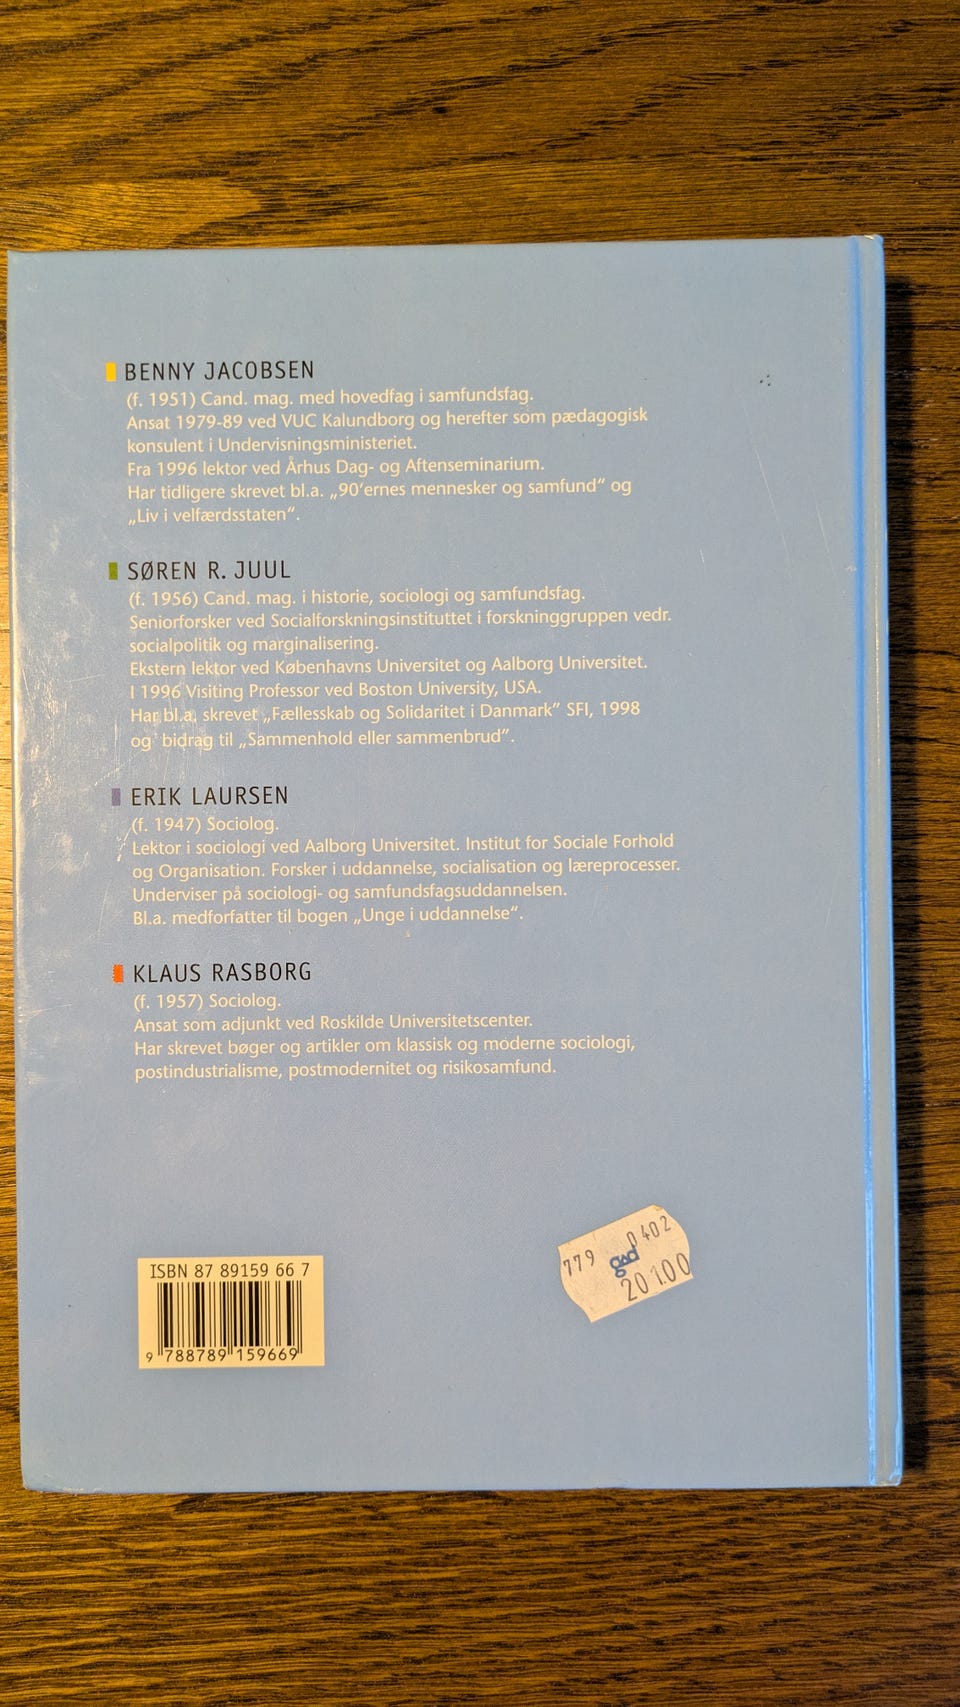 BENNY JACOBSEN
(f. 1951) Cand. mag. med hovedfag i samfundsfag.
Ansat 1979-89 ved VUC Kalundborg og herefter som pædagogisk
konsulent i Undervisningsministeriet.
Fra 1996 lektor ved Århus Dag- og Aftenseminarium.
Har tidligere skrevet bl.a. „90'ernes mennesker og samfund“ og
„Liv i velfærdsstaten“.
SØREN R. JUUL
(f. 1956) Cand. mag. i historie, sociologi og samfundsfag.
Seniorforsker ved Socialforskningsinstituttet i forskninggruppen vedr.
socialpolitik og marginalisering.
Ekstern lektor ved Københavns Universitet og Aalborg Universitet.
I 1996 Visiting Professor ved Boston University, USA.
Har bl.a. skrevet „Fællesskab og Solidaritet i Danmark” SFI, 1998
og bidrag til „Sammenhold eller sammenbrud”.
ERIK LAURSEN
(f. 1947) Sociolog.
Lektor i sociologi ved Aalborg Universitet. Institut for Sociale Forhold
og Organisation. Forsker i uddannelse, socialisation og læreprocesser.
Underviser på sociologi- og samfundsfagsuddannelsen.
Bl.a. medforfatter til bogen „Unge i uddannelse“.
KLAUS RASBORG
(f. 1957) Sociolog.
Ansat som adjunkt ved Roskilde Universitetscenter.
Har skrevet bøger og artikler om klassisk og moderne sociologi,
postindustrialisme, postmodernitet og risikosamfund.
ISBN 87 89159 66 7
9 788789 159669
779 0402
gad
201.00